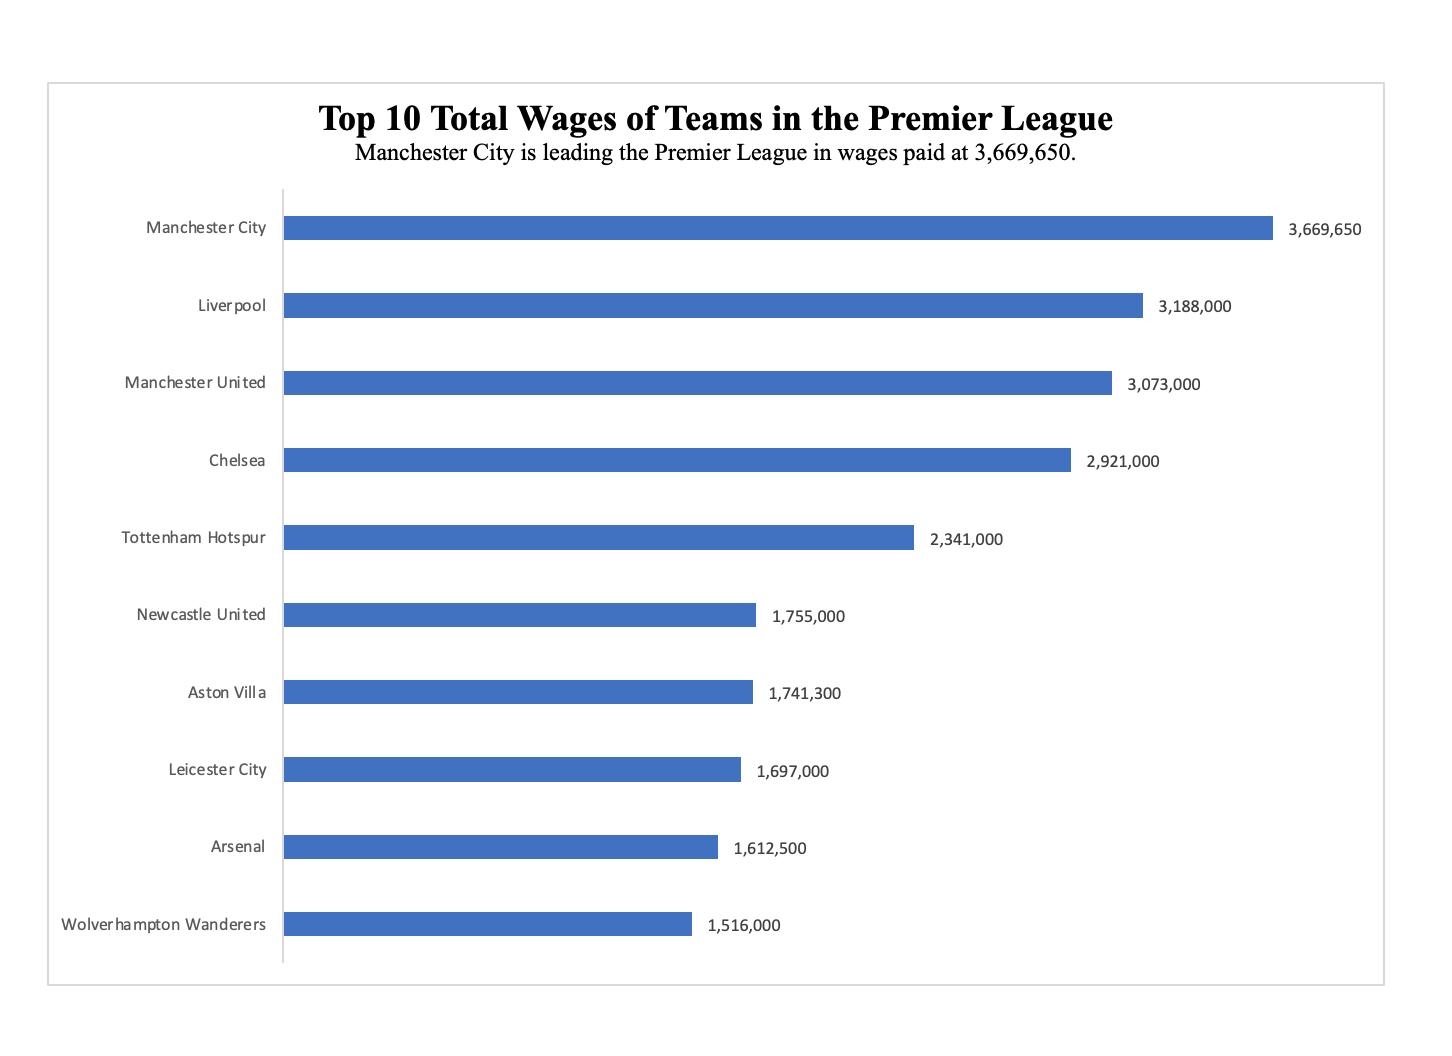 Top 10 Total Wages of Teams in the Premier League
Manchester City is leading the Premier League in wages paid at 3,669,650.
Manchester City 3,669,650
Liverpool 3,188,000
Manchester United 3,073,000
Chelsea 2,921,000
Tottenham Hotspur 2,341,000
Newcastle United 1,755,000
Aston Villa 1,741,300
Leicester City 1,697,000
Arsenal 1,612,500
Wolverhampton Wanderers 1,516,000